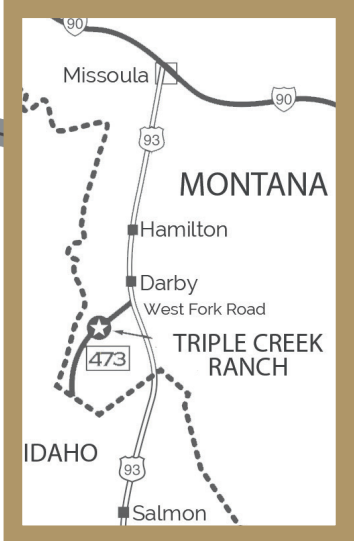 90
Missoula
90
93
MONTANA
Hamilton
Darby
West Fork Road
TRIPLE CREEK
RANCH
473
IDAHO
93
Salmon